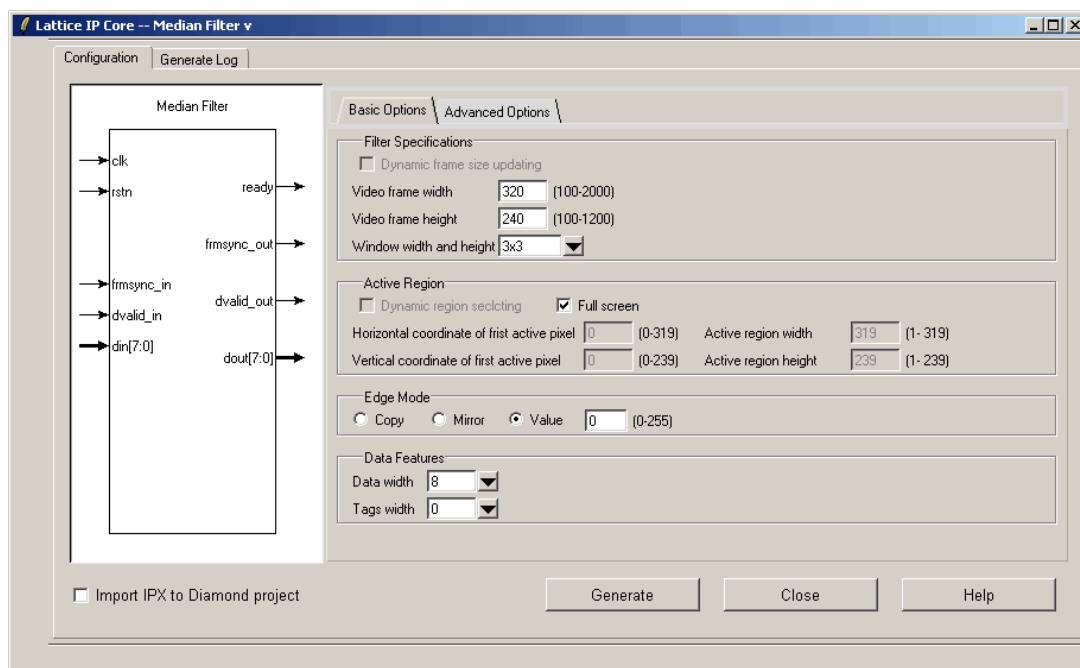 Lattice IP Core -- Median Filter v
Configuration
Generate Log
Median Filter
clk
rstn
ready
frmsync_out
frmsync_in
dvalid_out
dvalid_in
din[7:0]
dout[7:0]
Basic Options
Advanced Options
Filter Specifications
Dynamic frame size updating
Video frame width 320 (100-2000)
Video frame height 240 (100-1200)
Window width and height 3x3
Active Region
Dynamic region seclcting Full screen
Horizontal coordinate of frist active pixel 0 (0-319) Active region width 319 (1- 319)
Vertical coordinate of first active pixel 0 (0-239) Active region height 239 (1- 239)
Edge Mode
Copy Mirror Value 0 (0-255)
Data Features
Data width 8
Tags width 0
Import IPX to Diamond project
Generate Close Help